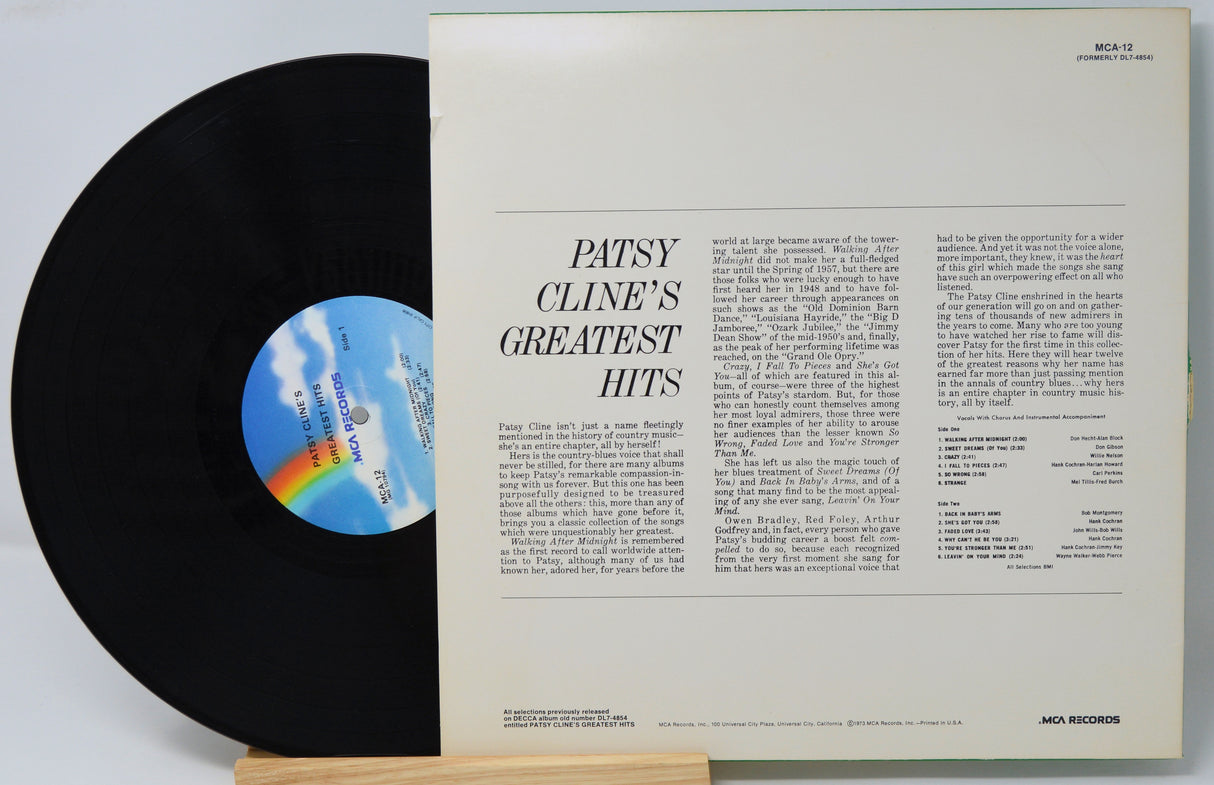 MCA-12
(FORMERLY DL7-4854)
PATSY
CLINE'S
GREATEST
HITS
Patsy Cline isn't just a name fleetingly
mentioned in the history of country music—
she's an entire chapter, all by herself!
Hers is the country-blues voice that shall
never be stilled, for there are many albums
to keep Patsy's remarkable compassion-in-
song with us forever. But this one has been
purposefully designed to be treasured
above all the others: this, more than any of
those albums which have gone before it,
brings you a classic collection of the songs
which were unquestionably her greatest.
Walking After Midnight is remembered
as the first record to call worldwide atten-
tion to Patsy, although many of us had
known her, adored her, for years before the
world at large became aware of the tower-
ing talent she possessed. Walking After
Midnight did not make her a full-fledged
star until the Spring of 1957, but there are
those folks who were lucky enough to have
first heard her in 1948 and to have fol-
lowed her career through appearances on
such shows as the "Old Dominion Barn
Dance," "Louisiana Hayride," the "Big D
Jamboree," "Ozark Jubilee," the "Jimmy
Dean Show" of the mid-1950's and, finally,
as the peak of her performing lifetime was
reached, on the "Grand Ole Opry."
Crazy, I Fall To Pieces and She's Got
You—all of which are featured in this al-
bum, of course—were three of the highest
points of Patsy's stardom. But, for those
who can honestly count themselves among
her most loyal admirers, those three were
no finer examples of her ability to arouse
her audiences than the lesser known So
Wrong, Faded Love and You're Stronger
Than Me.
She has left us also the magic touch of
her blues treatment of Sweet Dreams (Of
You) and Back In Baby's Arms, and of a
song that many find to be the most appeal-
ing of any she ever sang, Leavin' On Your
Mind.
Owen Bradley, Red Foley, Arthur
Godfrey and, in fact, every person who gave
Patsy's budding career a boost felt com-
pelled to do so, because each recognized
from the very first moment she sang for
him that hers was an exceptional voice that
had to be given the opportunity for a wider
audience. And yet it was not the voice alone,
more important, they knew, it was the heart
of this girl which made the songs she sang
have such an overpowering effect on all who
listened.
The Patsy Cline enshrined in the hearts
of our generation will go on and on gather-
ing tens of thousands of new admirers in
the years to come. Many who are too young
to have watched her rise to fame will dis-
cover Patsy for the first time in this collec-
tion of her hits. Here they will hear twelve
of the greatest reasons why her name has
earned far more than just passing mention
in the annals of country blues...why hers
is an entire chapter in country music his-
tory, all by itself.
Vocals With Chorus And Instrumental Accompaniment
Side One
1. WALKING AFTER MIDNIGHT (2:00) Don Hecht-Alan Block
2. SWEET DREAMS (Of You) (2:33) Don Gibson
3. CRAZY (2:41) Willie Nelson
4. I FALL TO PIECES (2:47) Hank Cochran-Harlan Howard
5. SO WRONG (2:58) Carl Perkins
6. STRANGE Mel Tillis-Fred Burch
Side Two
1. BACK IN BABY'S ARMS Bob Montgomery
2. SHE'S GOT YOU (2:58) Hank Cochran
3. FADED LOVE (3:43) John Wills-Bob Wills
4. WHY CAN'T HE BE YOU (3:21) Hank Cochran
5. YOU'RE STRONGER THAN ME (2:51) Hank Cochran-Jimmy Key
6. LEAVIN' ON YOUR MIND (2:24) Wayne Walker-Webb Pierce
All Selections BMI
All selections previously released
on DECCA album old number DL7-4854
entitled PATSY CLINE'S GREATEST HITS
MCA Records, Inc., 100 Universal City Plaza, Universal City, California ©1973 MCA Records, Inc.—Printed in U.S.A.
MCA RECORDS
PATSY CLINE'S
GREATEST HITS
Side 1
MCA RECORDS
MCA-12
WALKING AFTER MIDNIGHT (2:00)